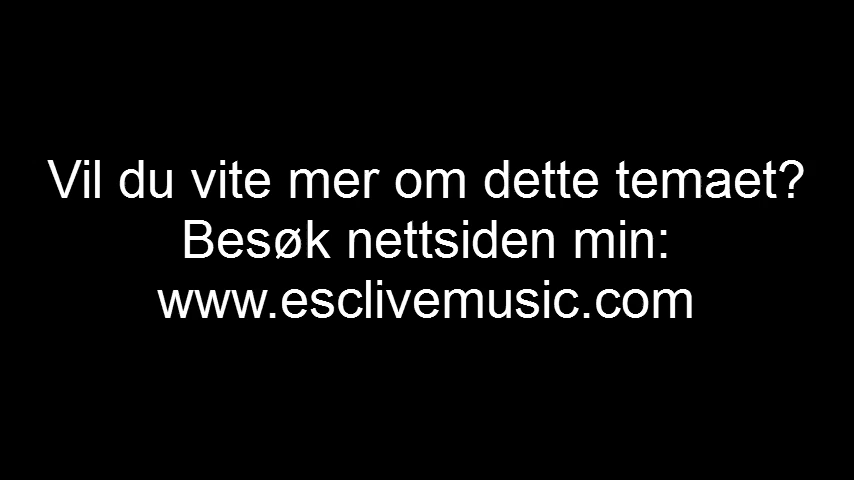 Vil du vite mer om dette temaet?
Besøk nettsiden min:
www.esclivemusic.com